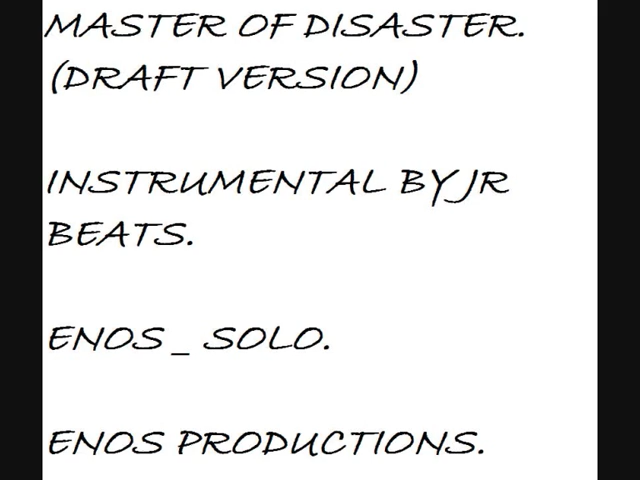 MASTER OF DISASTER.
(DRAFT VERSION)
INSTRUMENTAL BY JR
BEATS.
ENOS _ SOLO.
ENOS PRODUCTIONS.